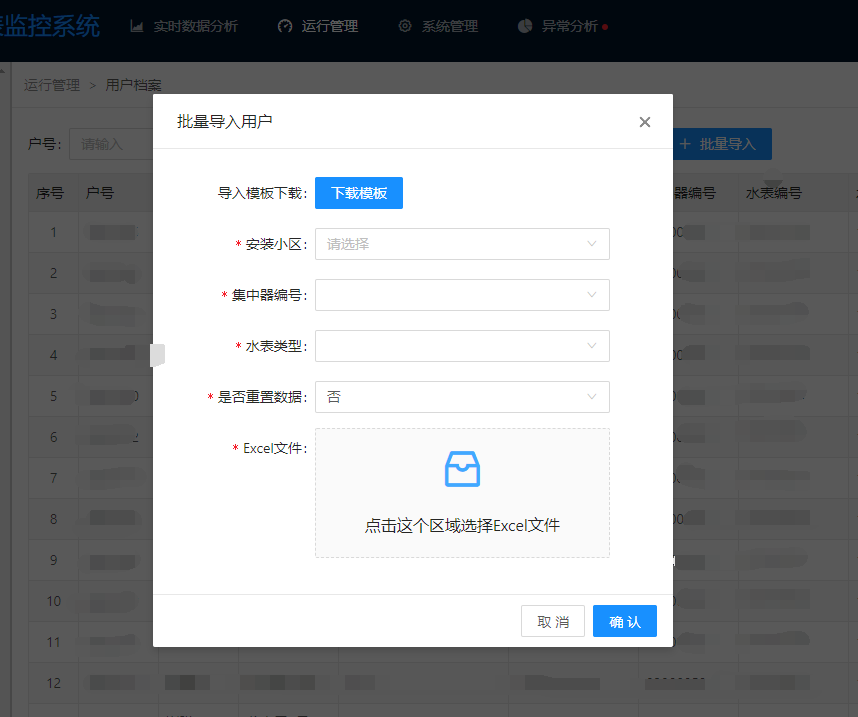 监控系统
实时数据分析
运行管理
系统管理
异常分析
运行管理 > 用户档案
户号:
请输入
+ 批量导入
序号
户号
器编号
水表编号
批量导入用户
导入模板下载:
下载模板
* 安装小区:
请选择
* 集中器编号:
* 水表类型:
* 是否重置数据:
否
* Excel文件:
点击这个区域选择Excel文件
取 消
确 认
1
2
3
4
5
6
7
8
9
10
11
12